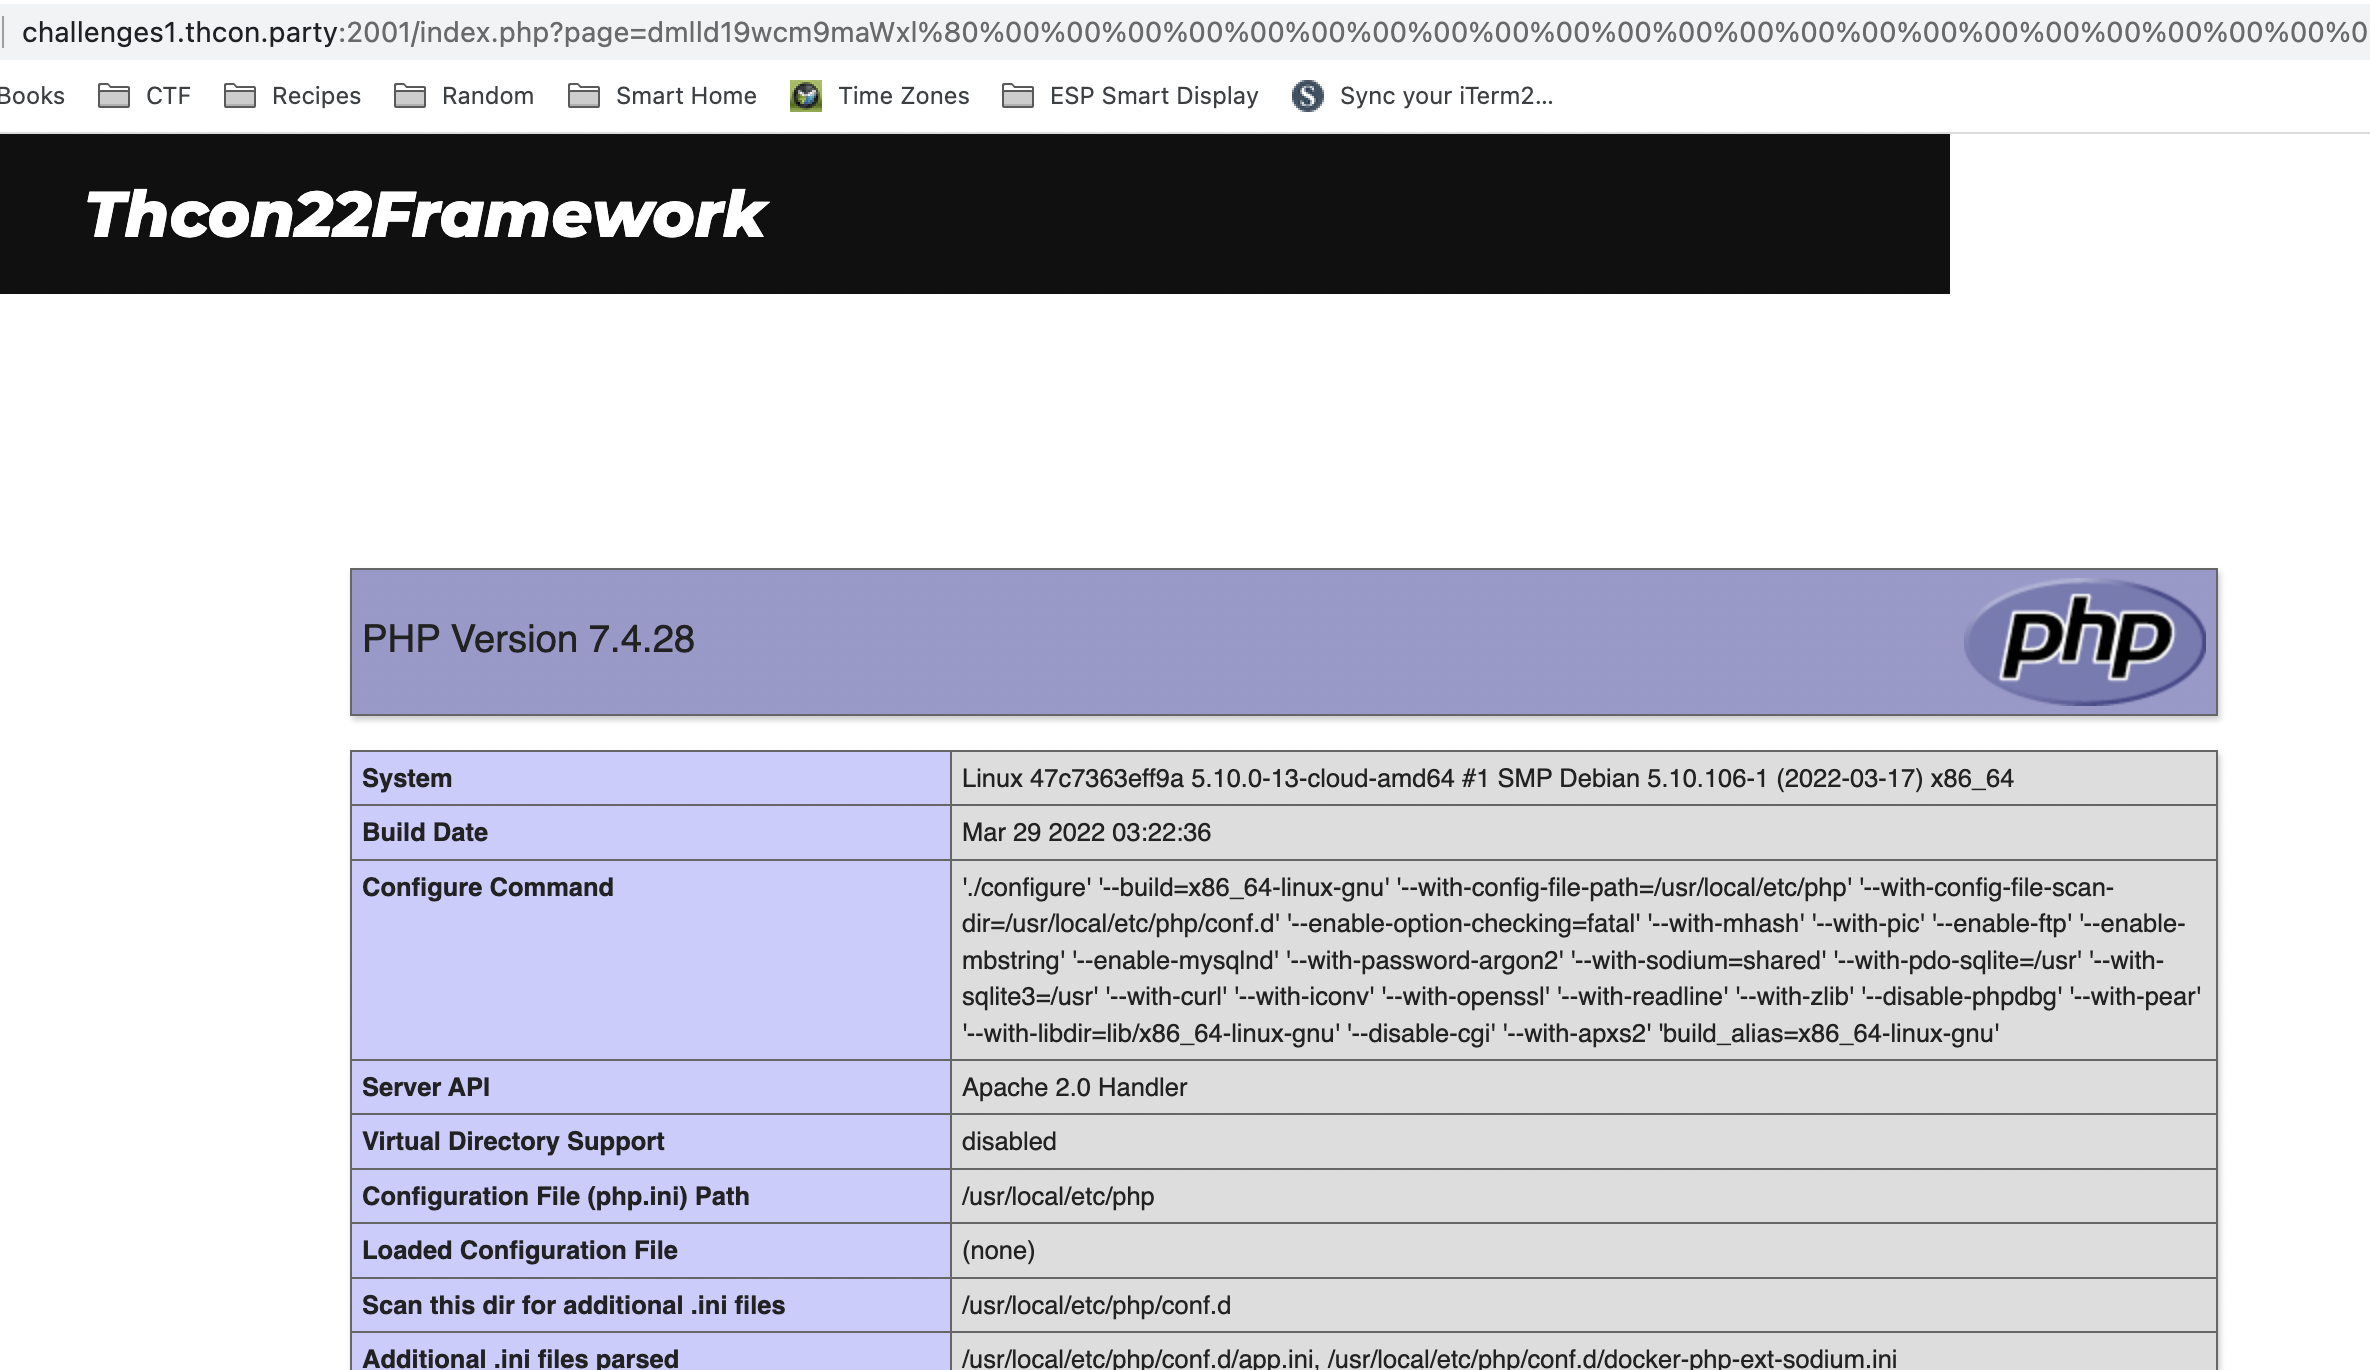 challenges1.thcon.party:2001/index.php?page=dmlld19wcm9maWxl%80%00%00%00%00%00%00%00%00%00%00%00%00%00%00%00%00%00%00%00%00%00%00%0
Books CTF Recipes Random Smart Home Time Zones ESP Smart Display S Sync your iTerm2...
Thcon22Framework
PHP Version 7.4.28
php
System Linux 47c7363eff9a 5.10.0-13-cloud-amd64 #1 SMP Debian 5.10.106-1 (2022-03-17) x86_64
Build Date Mar 29 2022 03:22:36
Configure Command './configure' '--build=x86_64-linux-gnu' '--with-config-file-path=/usr/local/etc/php' '--with-config-file-scan-
dir=/usr/local/etc/php/conf.d' '--enable-option-checking=fatal' '--with-mhash' '--with-pic' '--enable-ftp' '--enable-
mbstring' '--enable-mysqlnd' '--with-password-argon2' '--with-sodium=shared' '--with-pdo-sqlite=/usr' '--with-
sqlite3=/usr' '--with-curl' '--with-iconv' '--with-openssl' '--with-readline' '--with-zlib' '--disable-phpdbg' '--with-pear'
'--with-libdir=lib/x86_64-linux-gnu' '--disable-cgi' '--with-apxs2' 'build_alias=x86_64-linux-gnu'
Server API Apache 2.0 Handler
Virtual Directory Support disabled
Configuration File (php.ini) Path /usr/local/etc/php
Loaded Configuration File (none)
Scan this dir for additional .ini files /usr/local/etc/php/conf.d
Additional .ini files parsed /usr/local/etc/php/conf.d/app.ini, /usr/local/etc/php/conf.d/docker-php-ext-sodium.ini